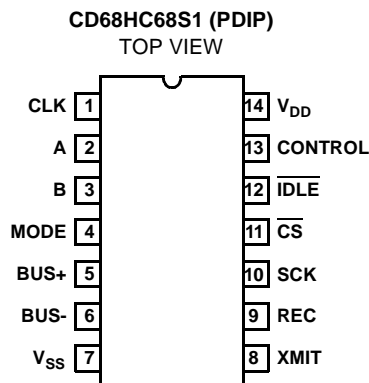 CD68HC68S1 (PDIP)
TOP VIEW
CLK 1 14 VDD
A 2 13 CONTROL
B 3 12 IDLE
MODE 4 11 CS
BUS+ 5 10 SCK
BUS- 6 9 REC
VSS 7 8 XMIT